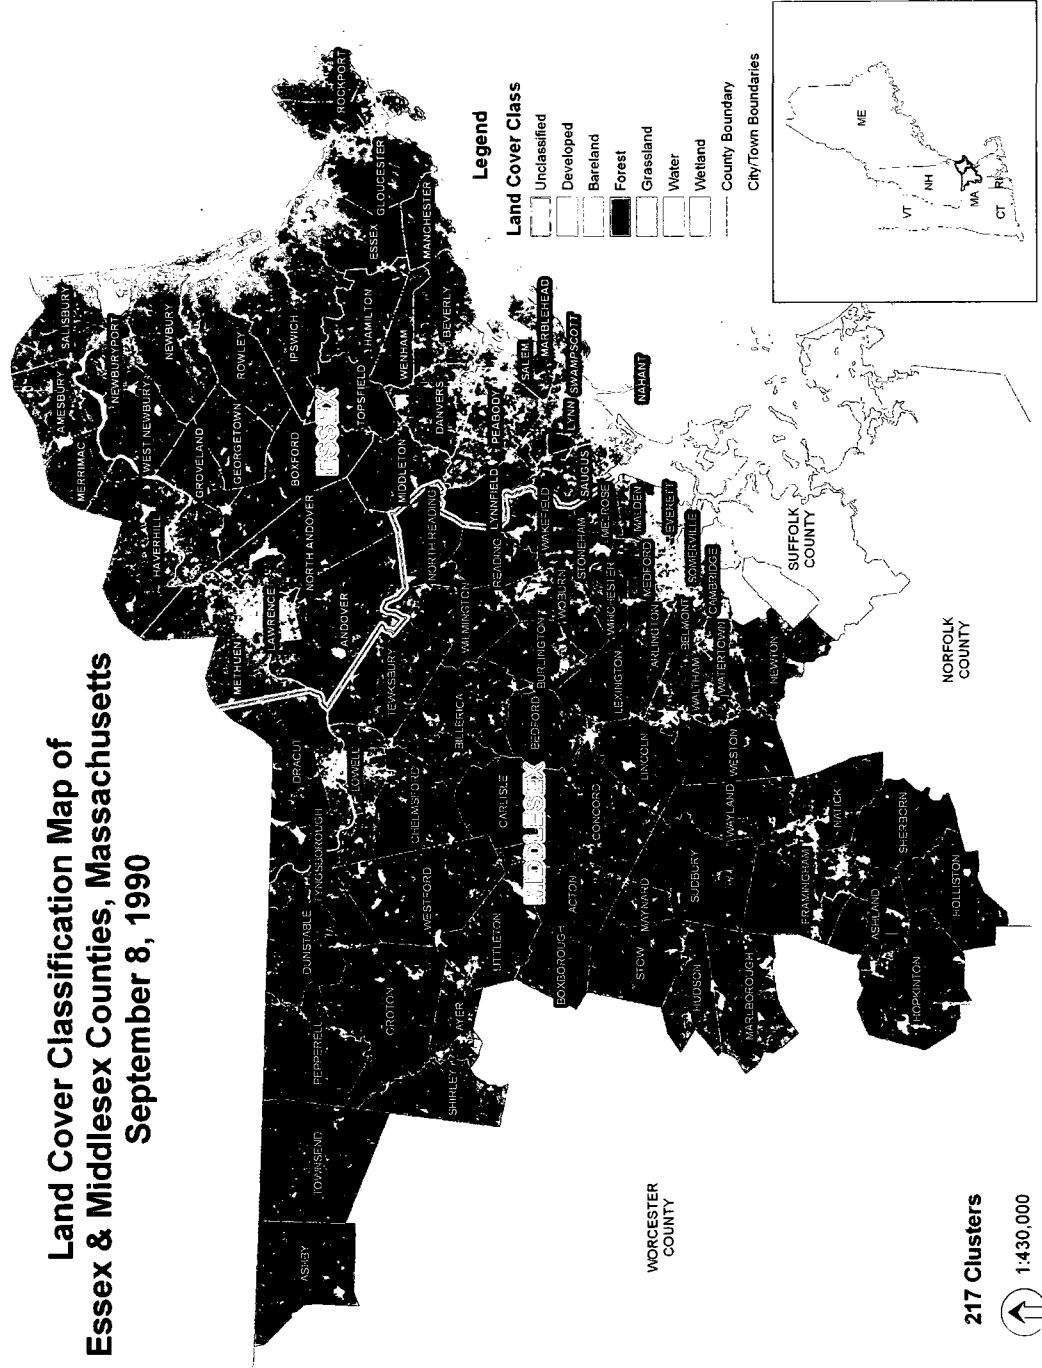 Land Cover Classification Map of
Essex & Middlesex Counties, Massachusetts
September 8, 1990
SALISBURY
AMESBURY
MERRIMAC
NEWBURYPORT
WEST NEWBURY
NEWBURY
HAVERHILL
GROVELAND
GEORGETOWN
ROWLEY
IPSWICH
BOXFORD
ESSEX
ROCKPORT
GLOUCESTER
ESSEX
MANCHESTER
HAMILTON
WENHAM
BEVERLY
TOPSFIELD
METHUEN
LAWRENCE
NORTH ANDOVER
ANDOVER
MIDDLETON
DANVERS
PEABODY
SALEM
MARBLEHEAD
SWAMPSCOTT
LYNN
NAHANT
LYNNFIELD
SAUGUS
NORTH READING
READING
WAKEFIELD
STONEHAM
MELROSE
MALDEN
EVERETT
MEDFORD
SOMERVILLE
CAMBRIDGE
WILMINGTON
WOBURN
WINCHESTER
ARLINGTON
BELMONT
WATERTOWN
NEWTON
WALTHAM
LEXINGTON
BURLINGTON
TEWKSBURY
BILLERICA
BEDFORD
DRACUT
LOWELL
CHELMSFORD
CARLISLE
MIDDLESEX
CONCORD
LINCOLN
WESTON
WAYLAND
NATICK
SHERBORN
TYNGSBOROUGH
DUNSTABLE
WESTFORD
LITTLETON
ACTON
BOXBOROUGH
MAYNARD
STOW
SUDBURY
FRAMINGHAM
ASHLAND
HOLLISTON
HOPKINTON
HUDSON
MARLBOROUGH
PEPPERELL
GROTON
AYER
SHIRLEY
TOWNSEND
ASHBY
SUFFOLK
COUNTY
NORFOLK
COUNTY
WORCESTER
COUNTY
Legend
Land Cover Class
Unclassified
Developed
Bareland
Forest
Grassland
Water
Wetland
County Boundary
City/Town Boundaries
ME
NH
VT
MA
CT
RI
217 Clusters
1:430,000